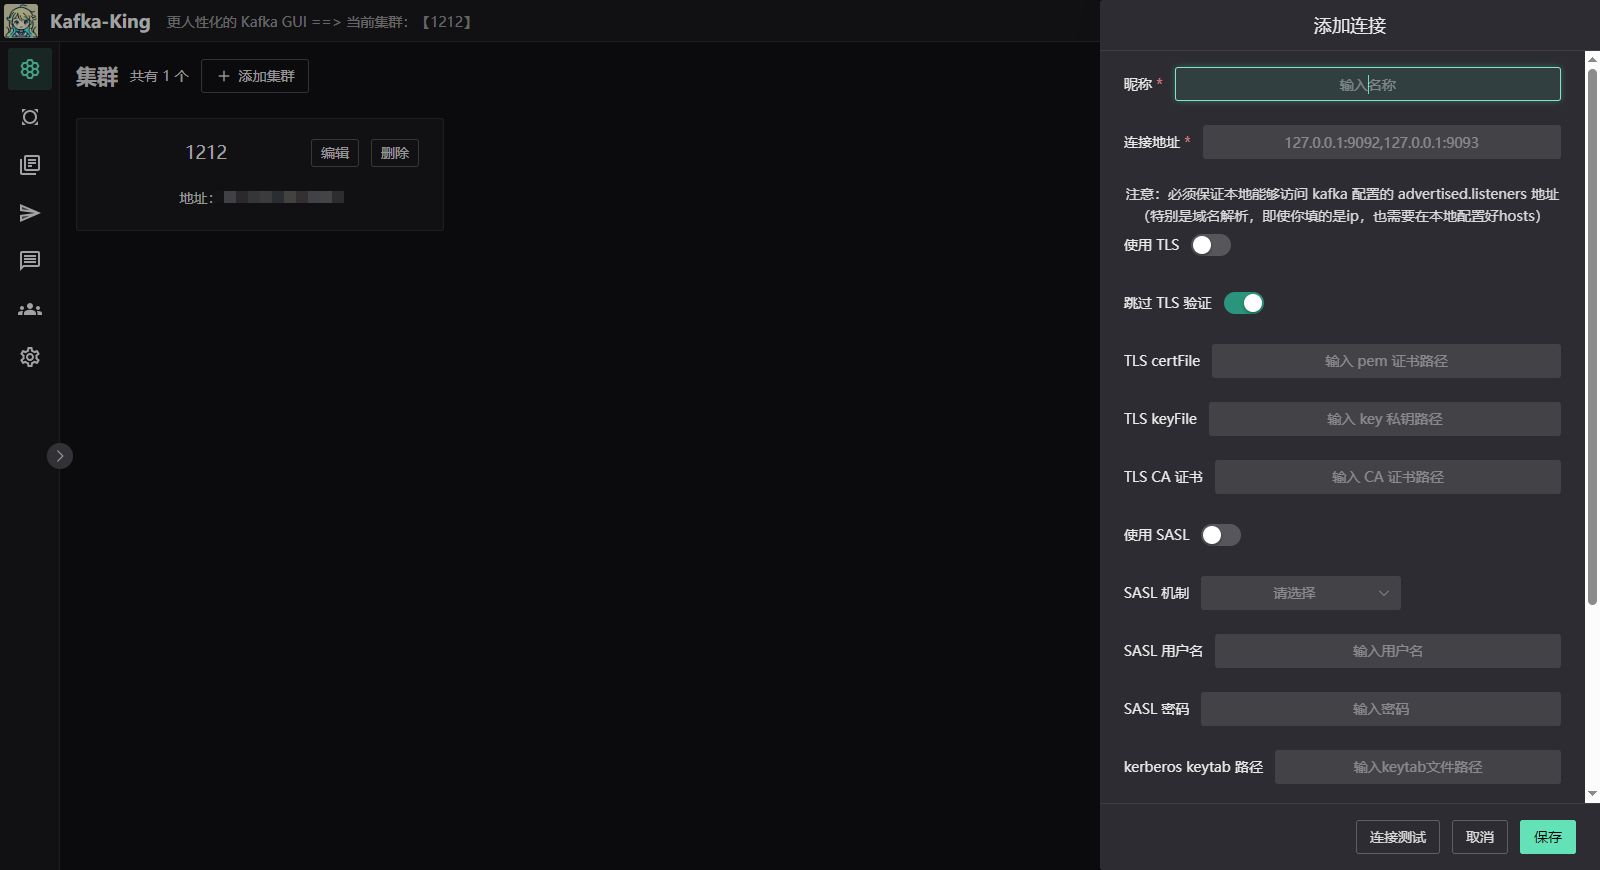 Kafka-King 更人性化的 Kafka GUI ==> 当前集群：【1212】
集群 共有 1 个 添加集群
1212 编辑 删除
地址：
添加连接
昵称 * 输入名称
连接地址 * 127.0.0.1:9092,127.0.0.1:9093
注意：必须保证本地能够访问 kafka 配置的 advertised.listeners 地址
（特别是域名解析，即使你填的是ip，也需要在本地配置好hosts）
使用 TLS
跳过 TLS 验证
TLS certFile 输入 pem 证书路径
TLS keyFile 输入 key 私钥路径
TLS CA 证书 输入 CA 证书路径
使用 SASL
SASL 机制 请选择
SASL 用户名 输入用户名
SASL 密码 输入密码
kerberos keytab 路径 输入keytab文件路径
连接测试 取消 保存